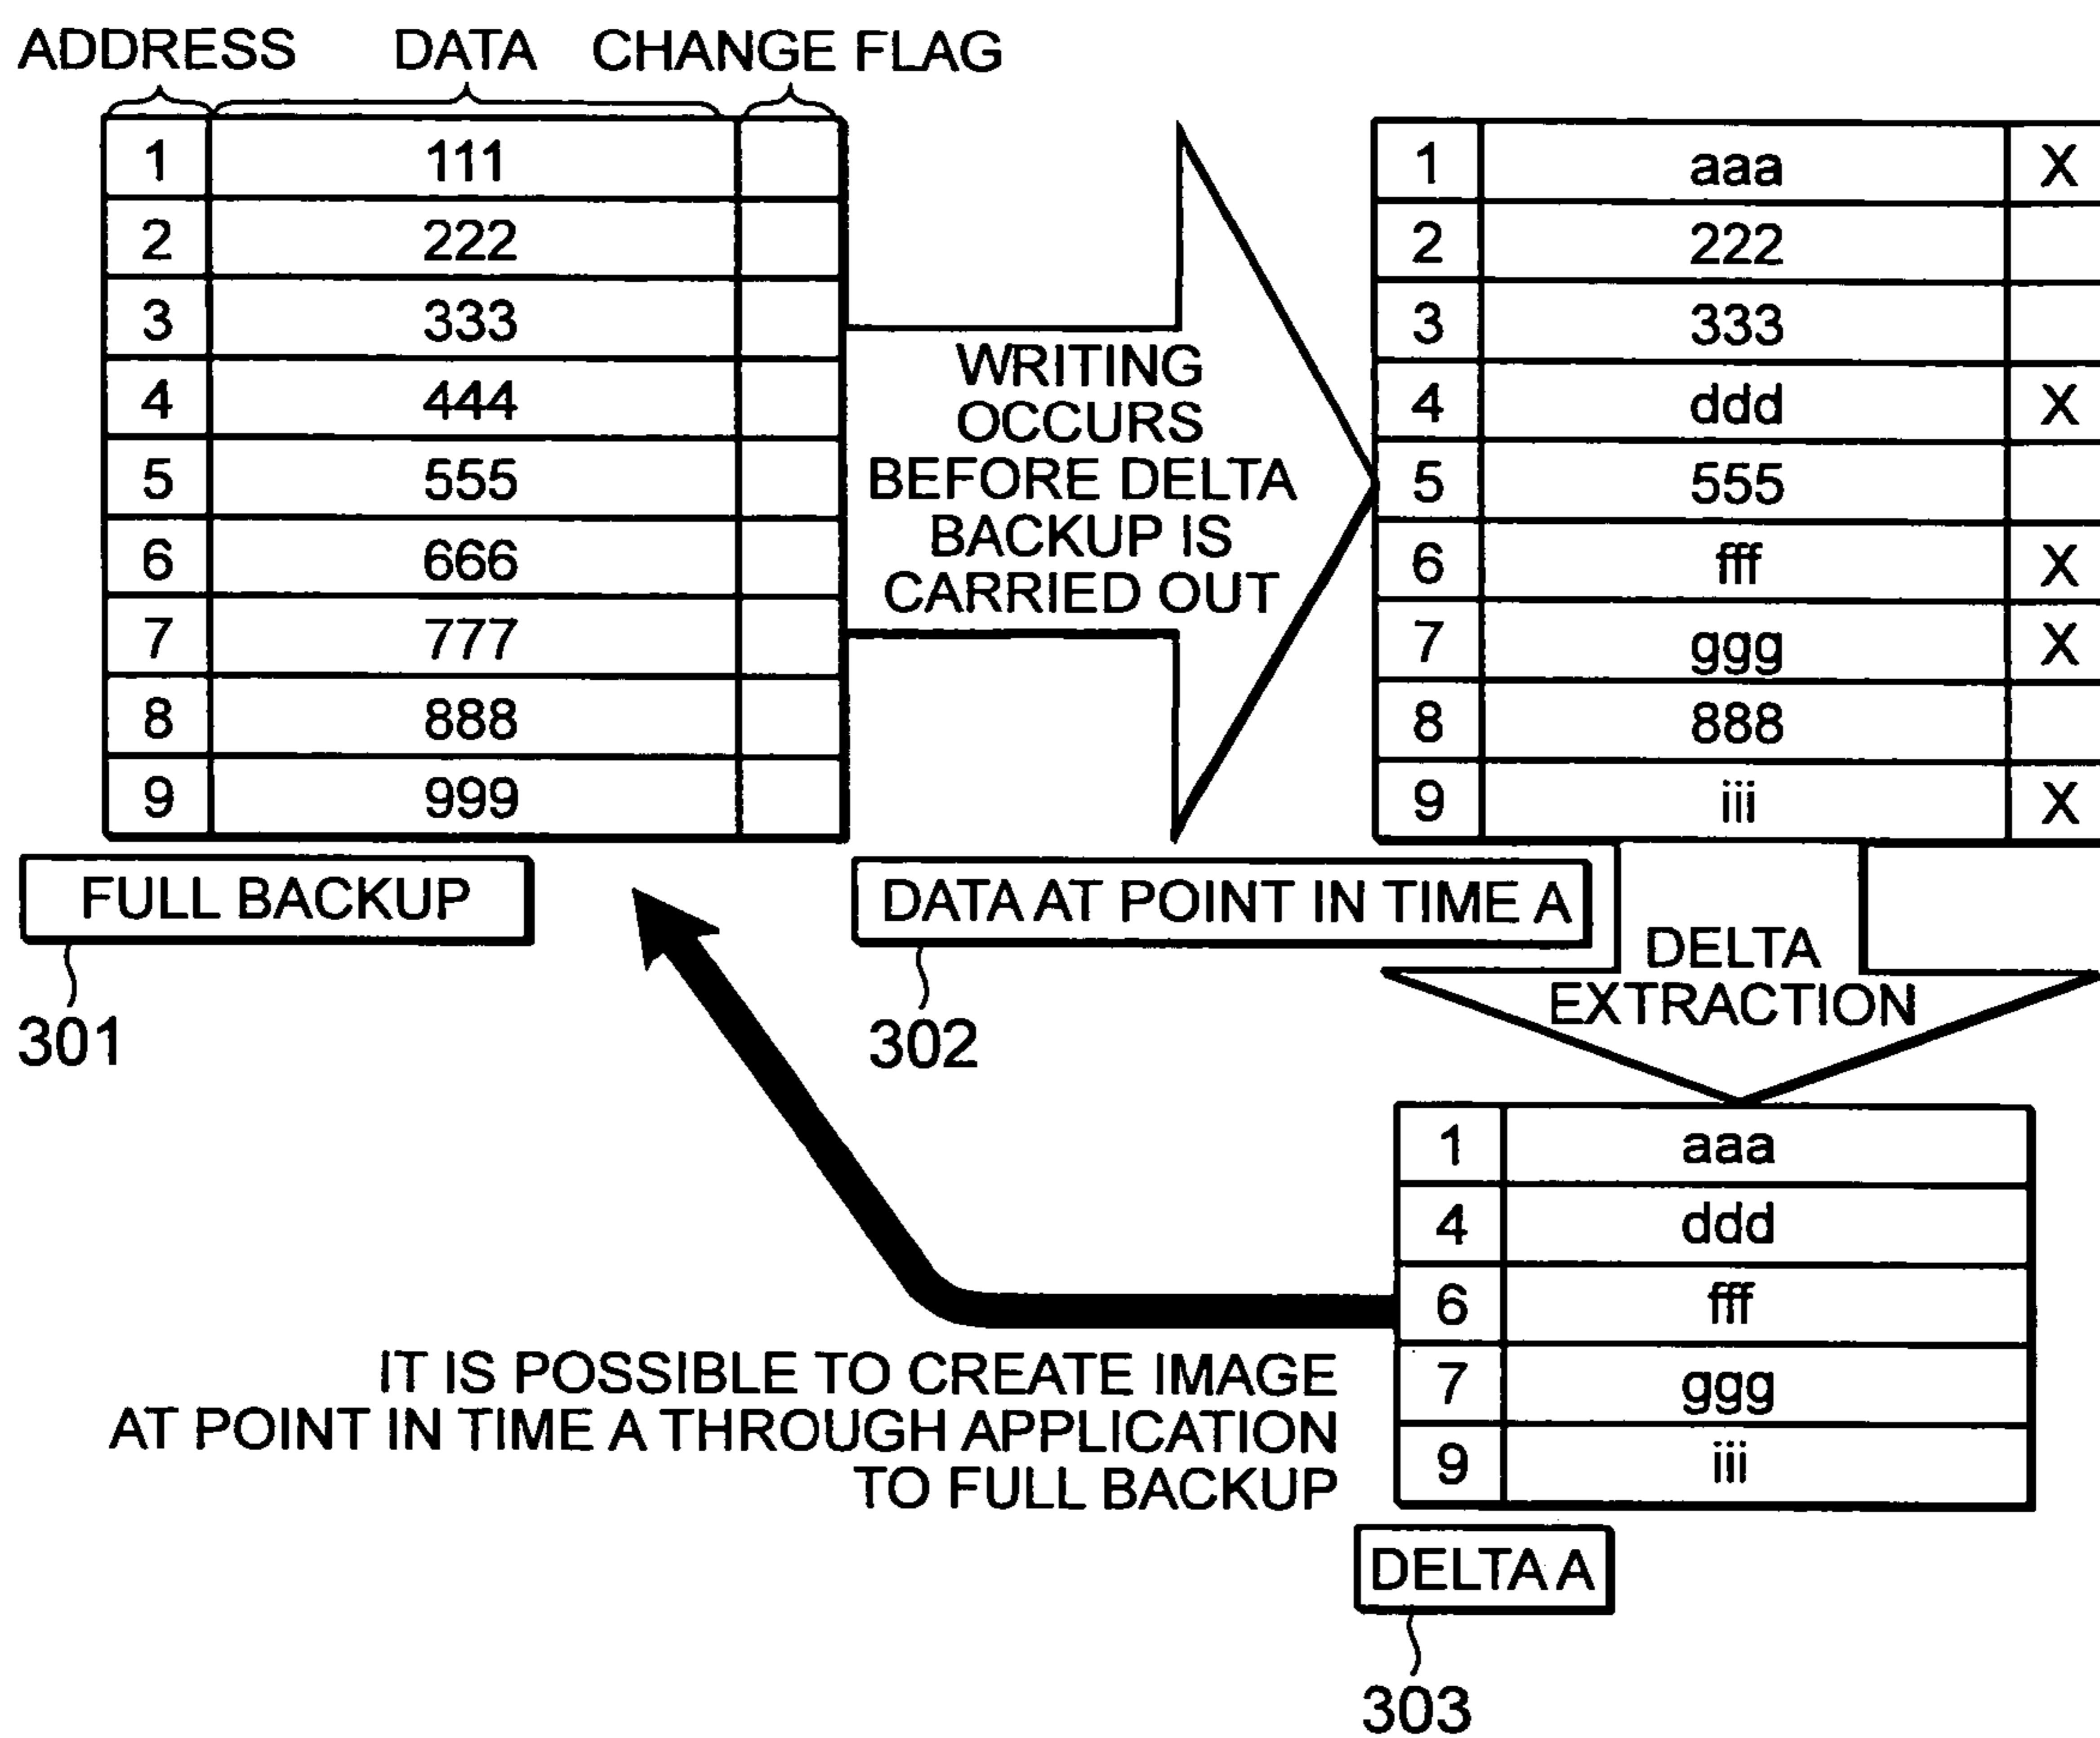 ADDRESS DATA CHANGE FLAG
1 111
2 222
3 333
4 444
5 555
6 666
7 777
8 888
9 999
FULL BACKUP
301
WRITING
OCCURS
BEFORE DELTA
BACKUP IS
CARRIED OUT
1 aaa X
2 222
3 333
4 ddd X
5 555
6 fff X
7 ggg X
8 888
9 iii X
DATA AT POINT IN TIME A
302
DELTA
EXTRACTION
1 aaa
4 ddd
6 fff
7 ggg
9 iii
IT IS POSSIBLE TO CREATE IMAGE
AT POINT IN TIME A THROUGH APPLICATION
TO FULL BACKUP
DELTA A
303